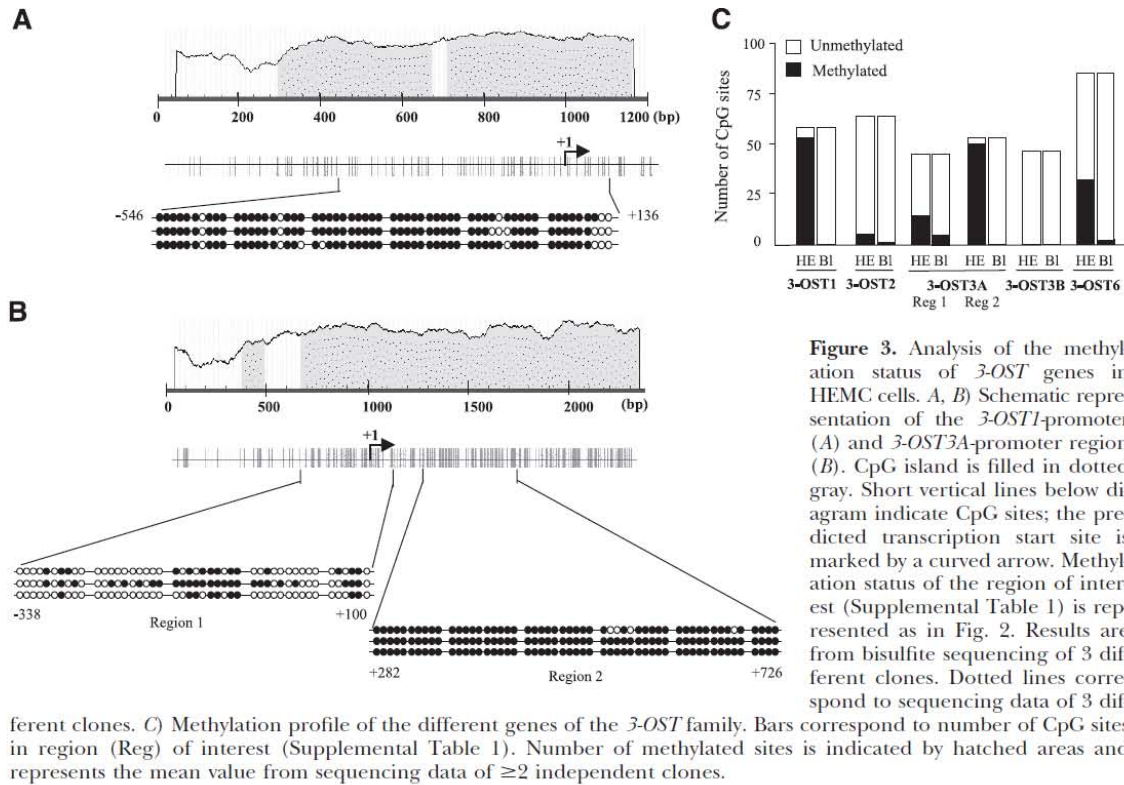 A
0 200 400 600 800 1000 1200 (bp)
+1
-546 +136
B
0 500 1000 1500 2000 (bp)
+1
-338 Region 1 +100
+282 Region 2 +726
C
Unmethylated
Methylated
Number of CpG sites
100
75
50
25
0
HE Bl HE Bl HE Bl HE Bl HE Bl HE Bl
3-OST1 3-OST2 3-OST3A 3-OST3B 3-OST6
Reg 1 Reg 2
Figure 3. Analysis of the methyl
ation status of 3-OST genes in
HEMC cells. A, B) Schematic repre
sentation of the 3-OST1-promoter
(A) and 3-OST3A-promoter region
(B). CpG island is filled in dotted
gray. Short vertical lines below di
agram indicate CpG sites; the pre
dicted transcription start site is
marked by a curved arrow. Methyl
ation status of the region of inter
est (Supplemental Table 1) is rep
resented as in Fig. 2. Results are
from bisulfite sequencing of 3 dif
ferent clones. Dotted lines corre
spond to sequencing data of 3 dif
ferent clones. C) Methylation profile of the different genes of the 3-OST family. Bars correspond to number of CpG sites
in region (Reg) of interest (Supplemental Table 1). Number of methylated sites is indicated by hatched areas and
represents the mean value from sequencing data of ≥2 independent clones.